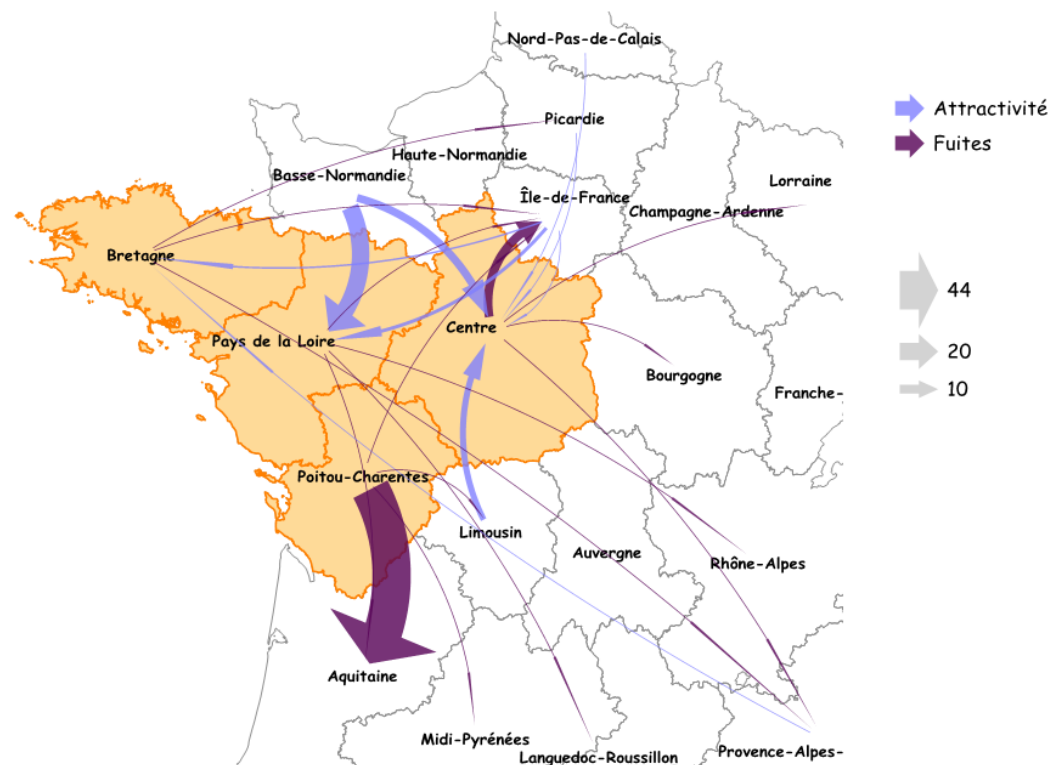 Nord-Pas-de-Calais
Attractivité
Picardie
Fuites
Haute-Normandie
Basse-Normandie
Lorraine
Île-de-France
Champagne-Ardenne
Bretagne
44
Centre
Pays de la Loire
20
Bourgogne
10
Franche-
Poitou-Charentes
Limousin
Auvergne
Rhône-Alpes
Aquitaine
Midi-Pyrénées
Languedoc-Roussillon
Provence-Alpes-